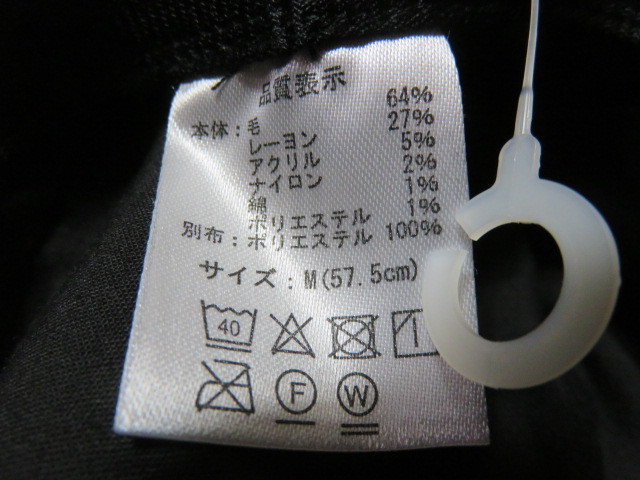 品質表示
本体：毛 64%
レーヨン 27%
アクリル 5%
ナイロン 2%
綿 1%
ポリエステル 1%
別布：ポリエステル 100%
サイズ：M(57.5cm)
40
F
W